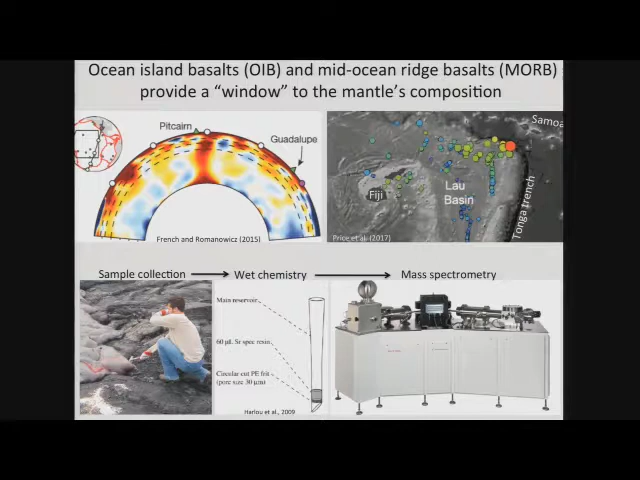 Ocean island basalts (OIB) and mid-ocean ridge basalts (MORB)
provide a “window” to the mantle’s composition
Pitcairn
Guadalupe
French and Romanowicz (2015)
Samoa
Fiji
Lau
Basin
Tonga trench
Price et al. (2017)
Sample collection
Wet chemistry
Mass spectrometry
Main reservoir
60 µL Sr spec resin
Circular cut PE frit
(pore size 30 µm)
Harlou et al., 2009